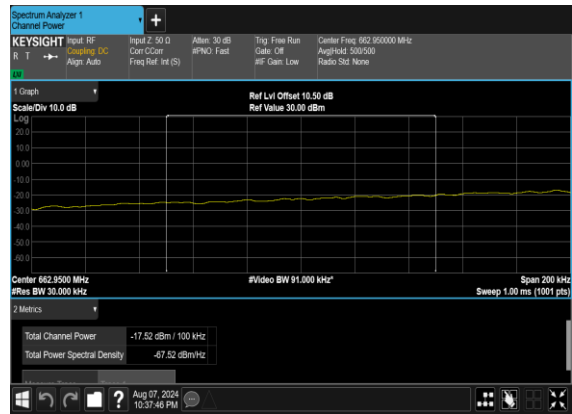 Spectrum Analyzer 1
Channel Power
+
KEYSIGHT
R T
Input: RF
Coupling: DC
Align: Auto
Input Z: 50 Ω
Corr CCorr
Freq Ref: Int (S)
Atten: 30 dB
#PNO: Fast
Trig: Free Run
Gate: Off
#IF Gain: Low
Center Freq: 662.950000 MHz
Avg|Hold: 500/500
Radio Std: None
1 Graph
Scale/Div 10.0 dB
Ref Lvl Offset 10.50 dB
Ref Value 30.00 dBm
Log
20.0
10.0
0.00
-10.0
-20.0
-30.0
-40.0
-50.0
-60.0
Center 662.9500 MHz
#Res BW 30.000 kHz
#Video BW 91.000 kHz*
Span 200 kHz
Sweep 1.00 ms (1001 pts)
2 Metrics
Total Channel Power -17.52 dBm / 100 kHz
Total Power Spectral Density -67.52 dBm/Hz
?
Aug 07, 2024
10:37:46 PM